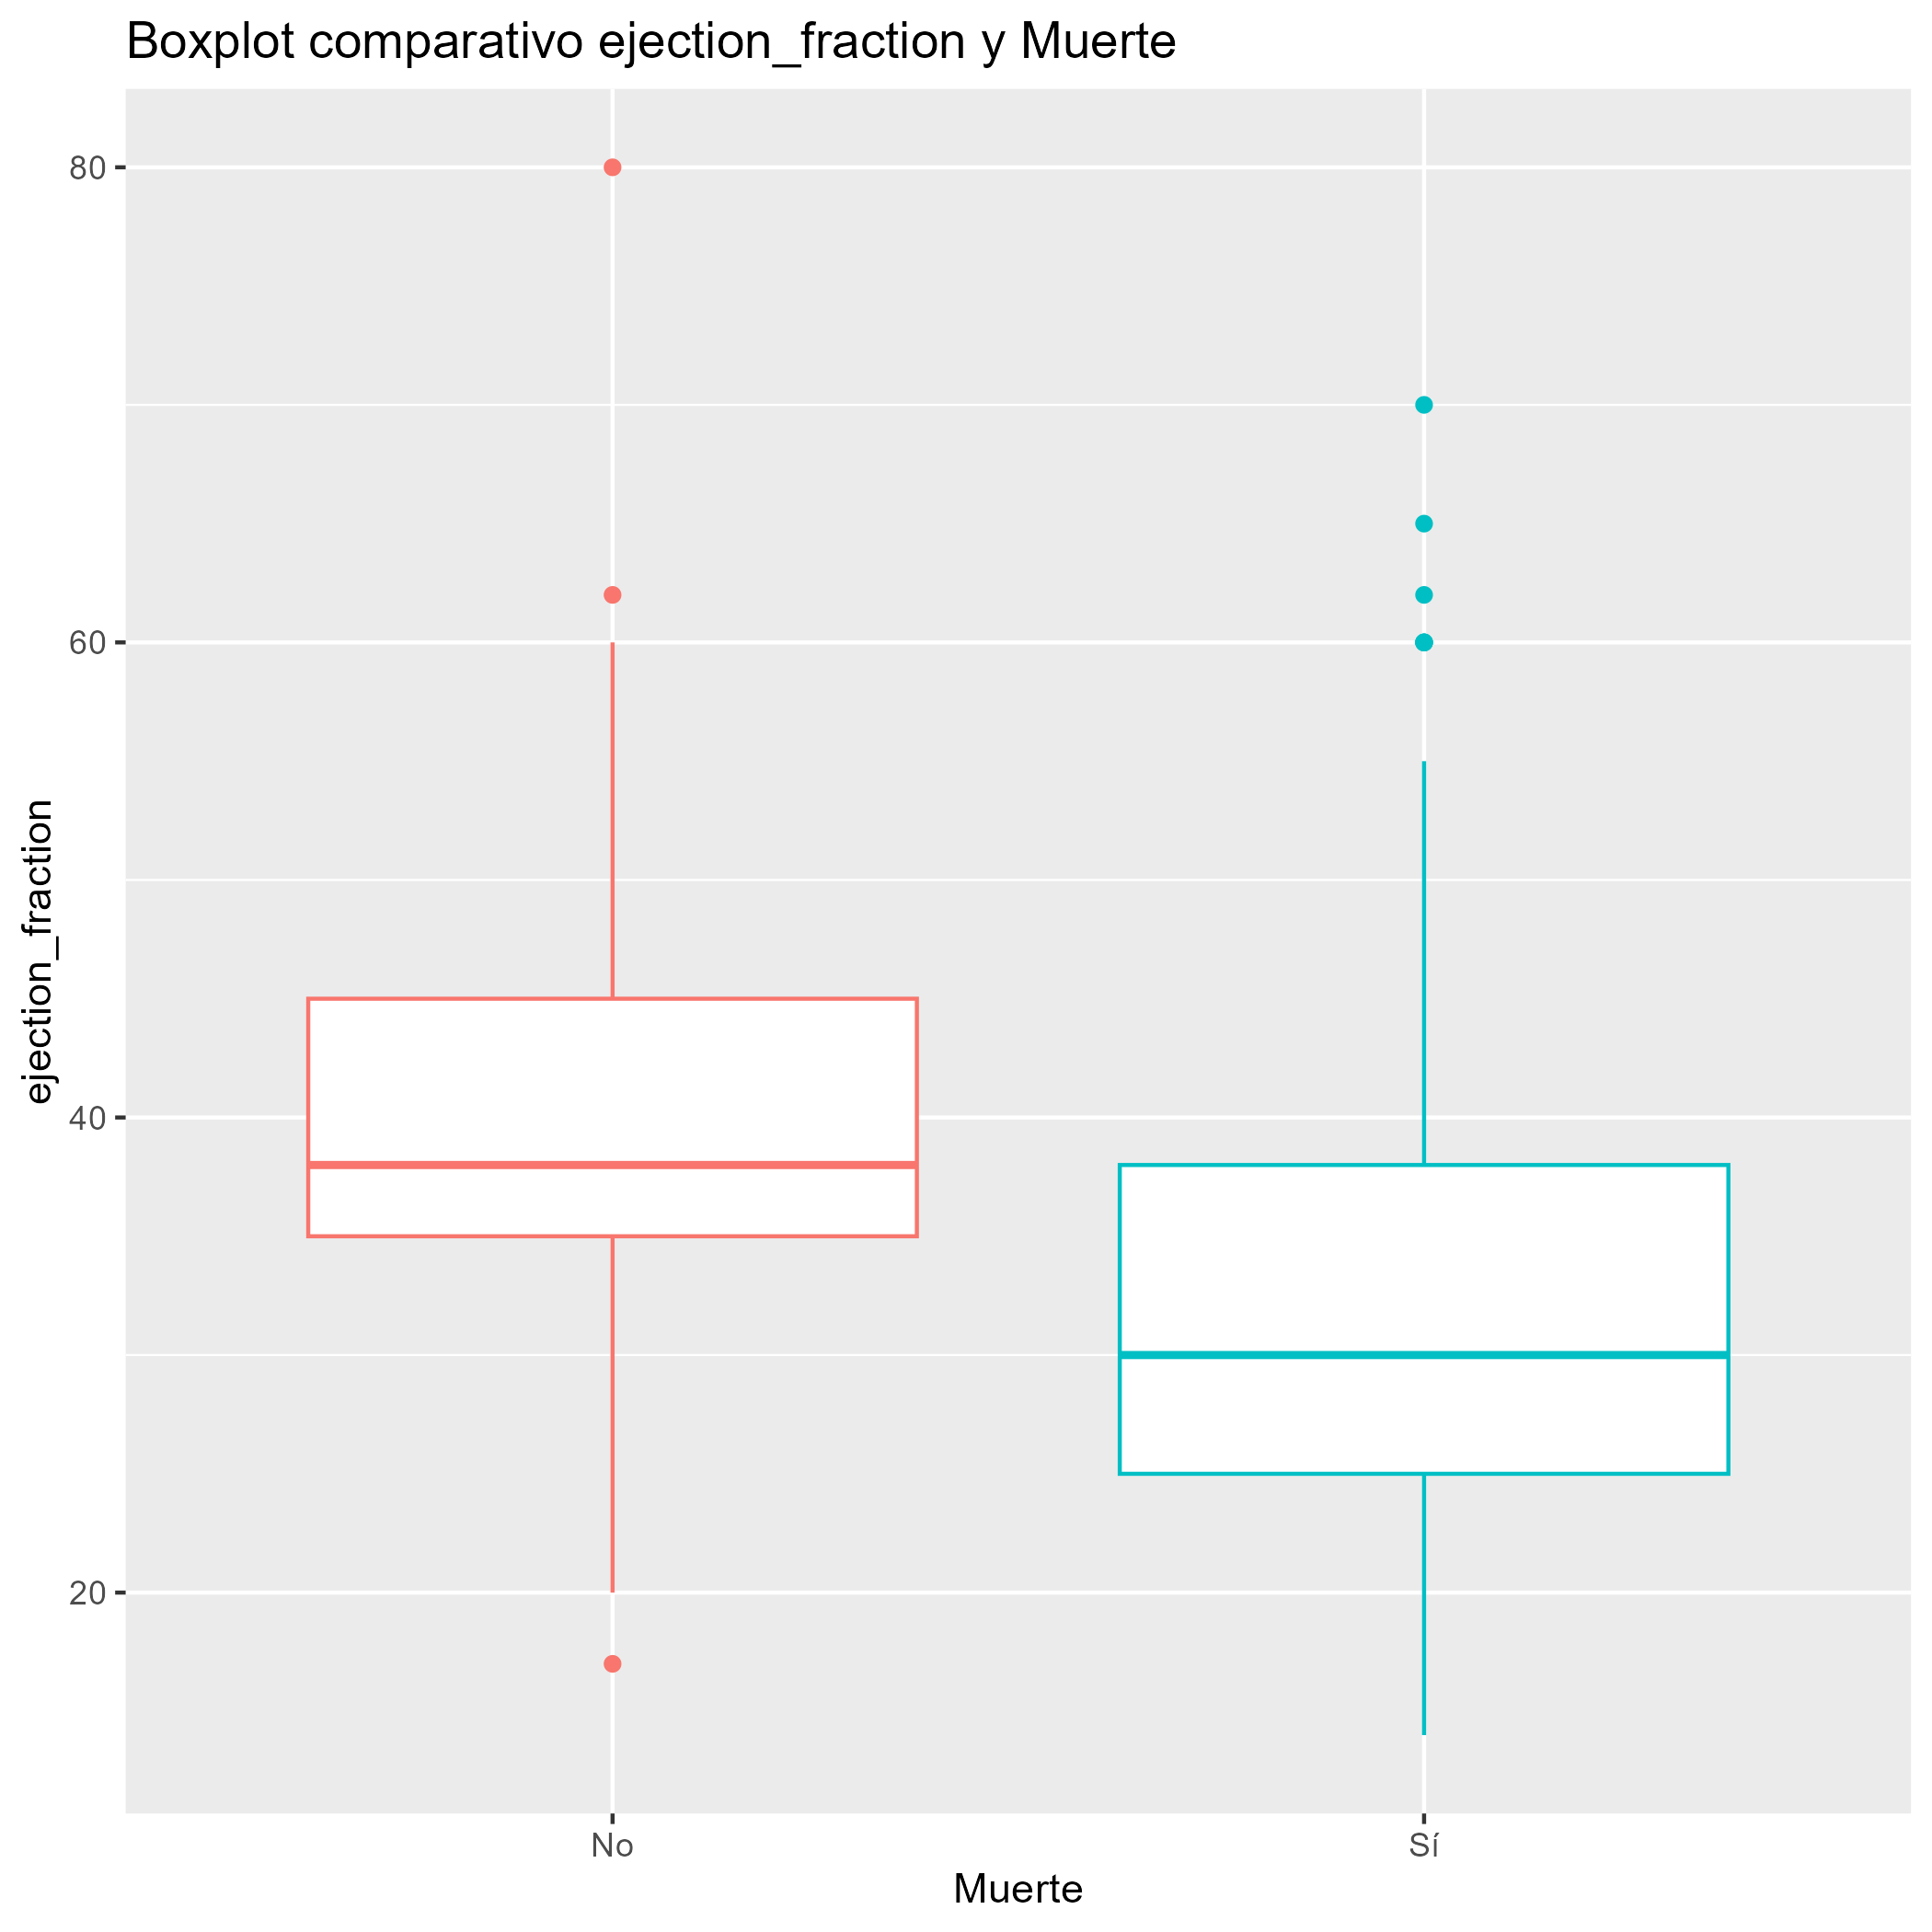 Boxplot comparativo ejection_fraction y Muerte
80
60
40
20
ejection_fraction
No
Sí
Muerte